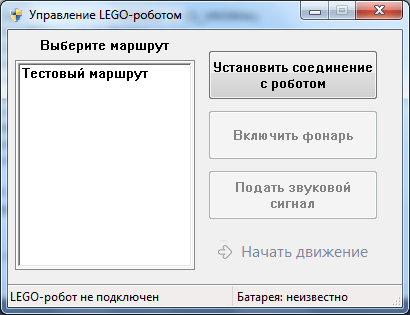 Управление LEGO-роботом
Выберите маршрут
Тестовый маршрут
Установить соединение
с роботом
Включить фонарь
Подать звуковой
сигнал
Начать движение
LEGO-робот не подключен
Батарея: неизвестно